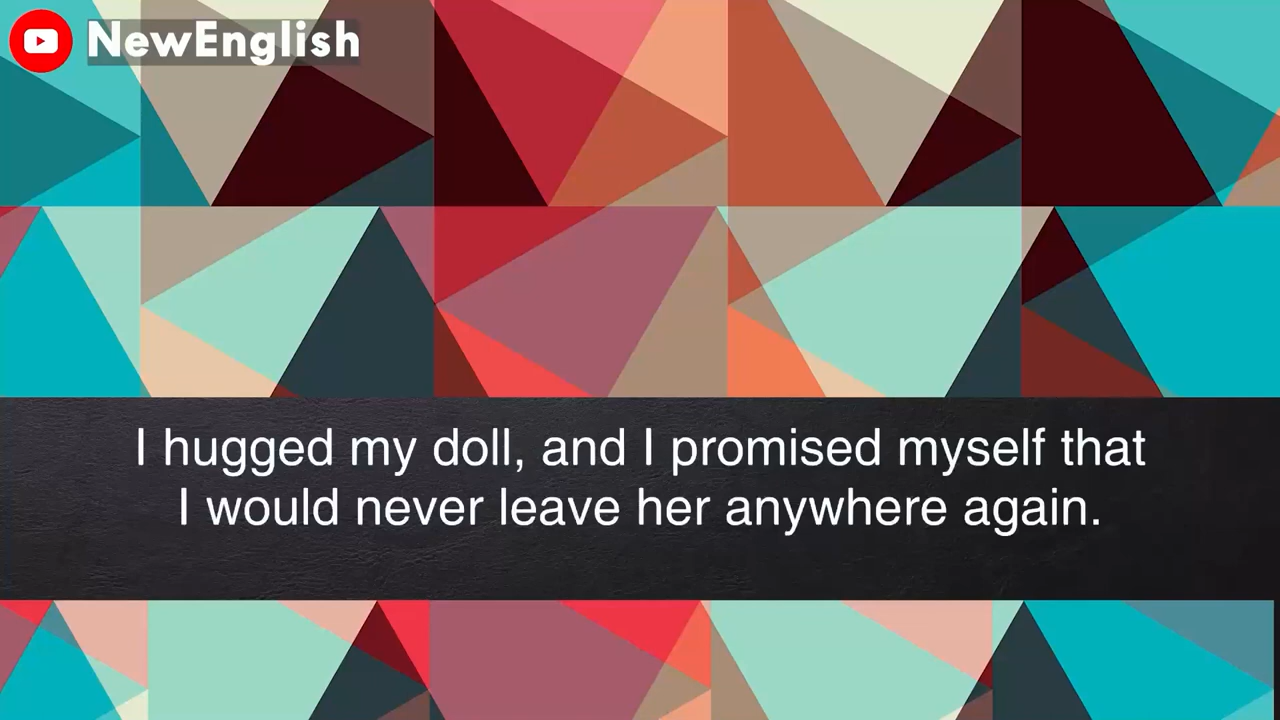 NewEnglish
I hugged my doll, and I promised myself that
I would never leave her anywhere again.